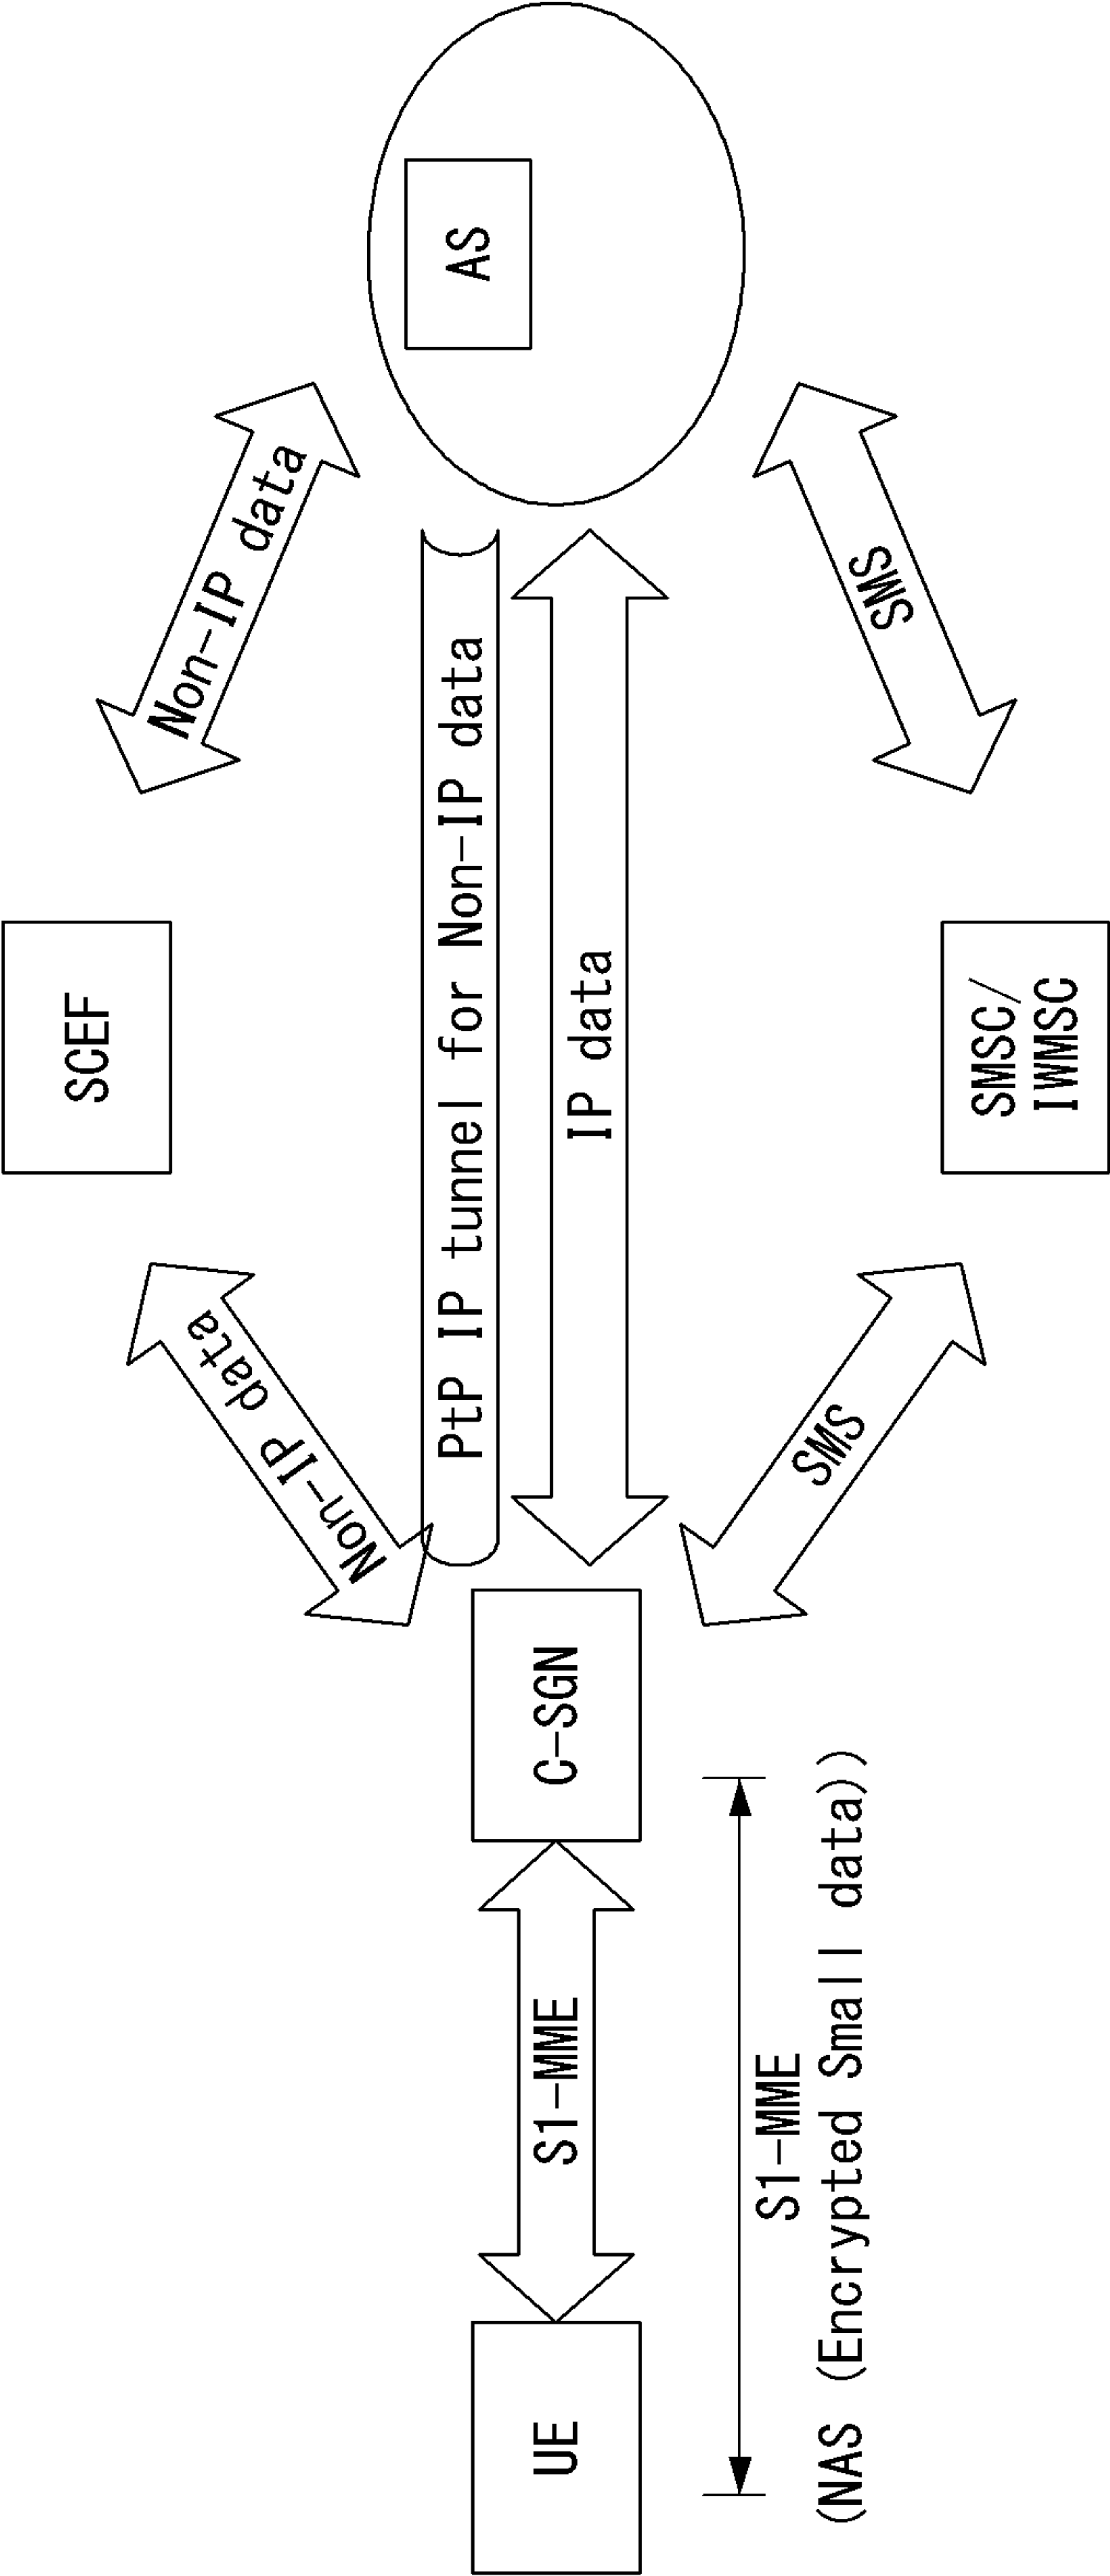 SCEF
Non-IP data
Non-IP data
AS
PtP IP tunnel for Non-IP data
IP data
UE
S1-MME
C-SGN
SMS
SMS
SMSC/
IWMSC
S1-MME
(NAS (Encrypted Small data))